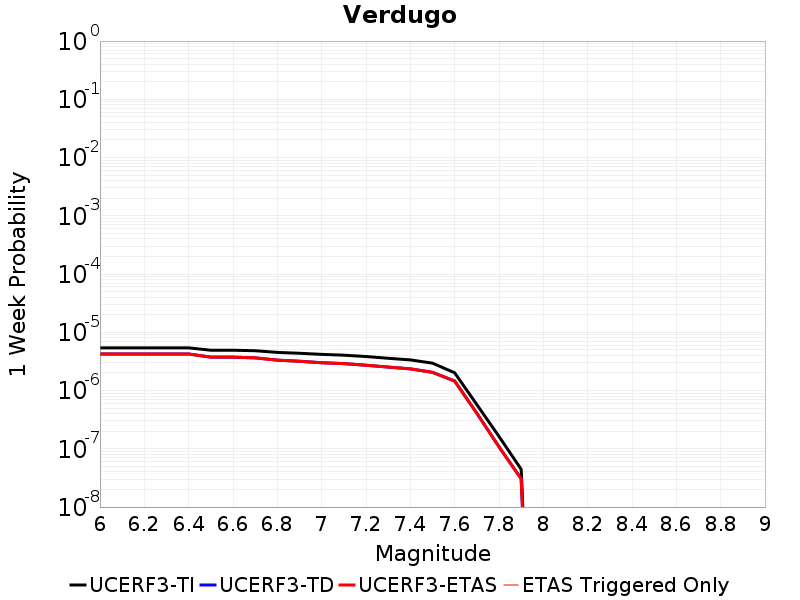 Verdugo
10^0
10^-1
10^-2
10^-3
10^-4
10^-5
10^-6
10^-7
10^-8
1 Week Probability
6 6.2 6.4 6.6 6.8 7 7.2 7.4 7.6 7.8 8 8.2 8.4 8.6 8.8 9
Magnitude
UCERF3-TI UCERF3-TD UCERF3-ETAS ETAS Triggered Only